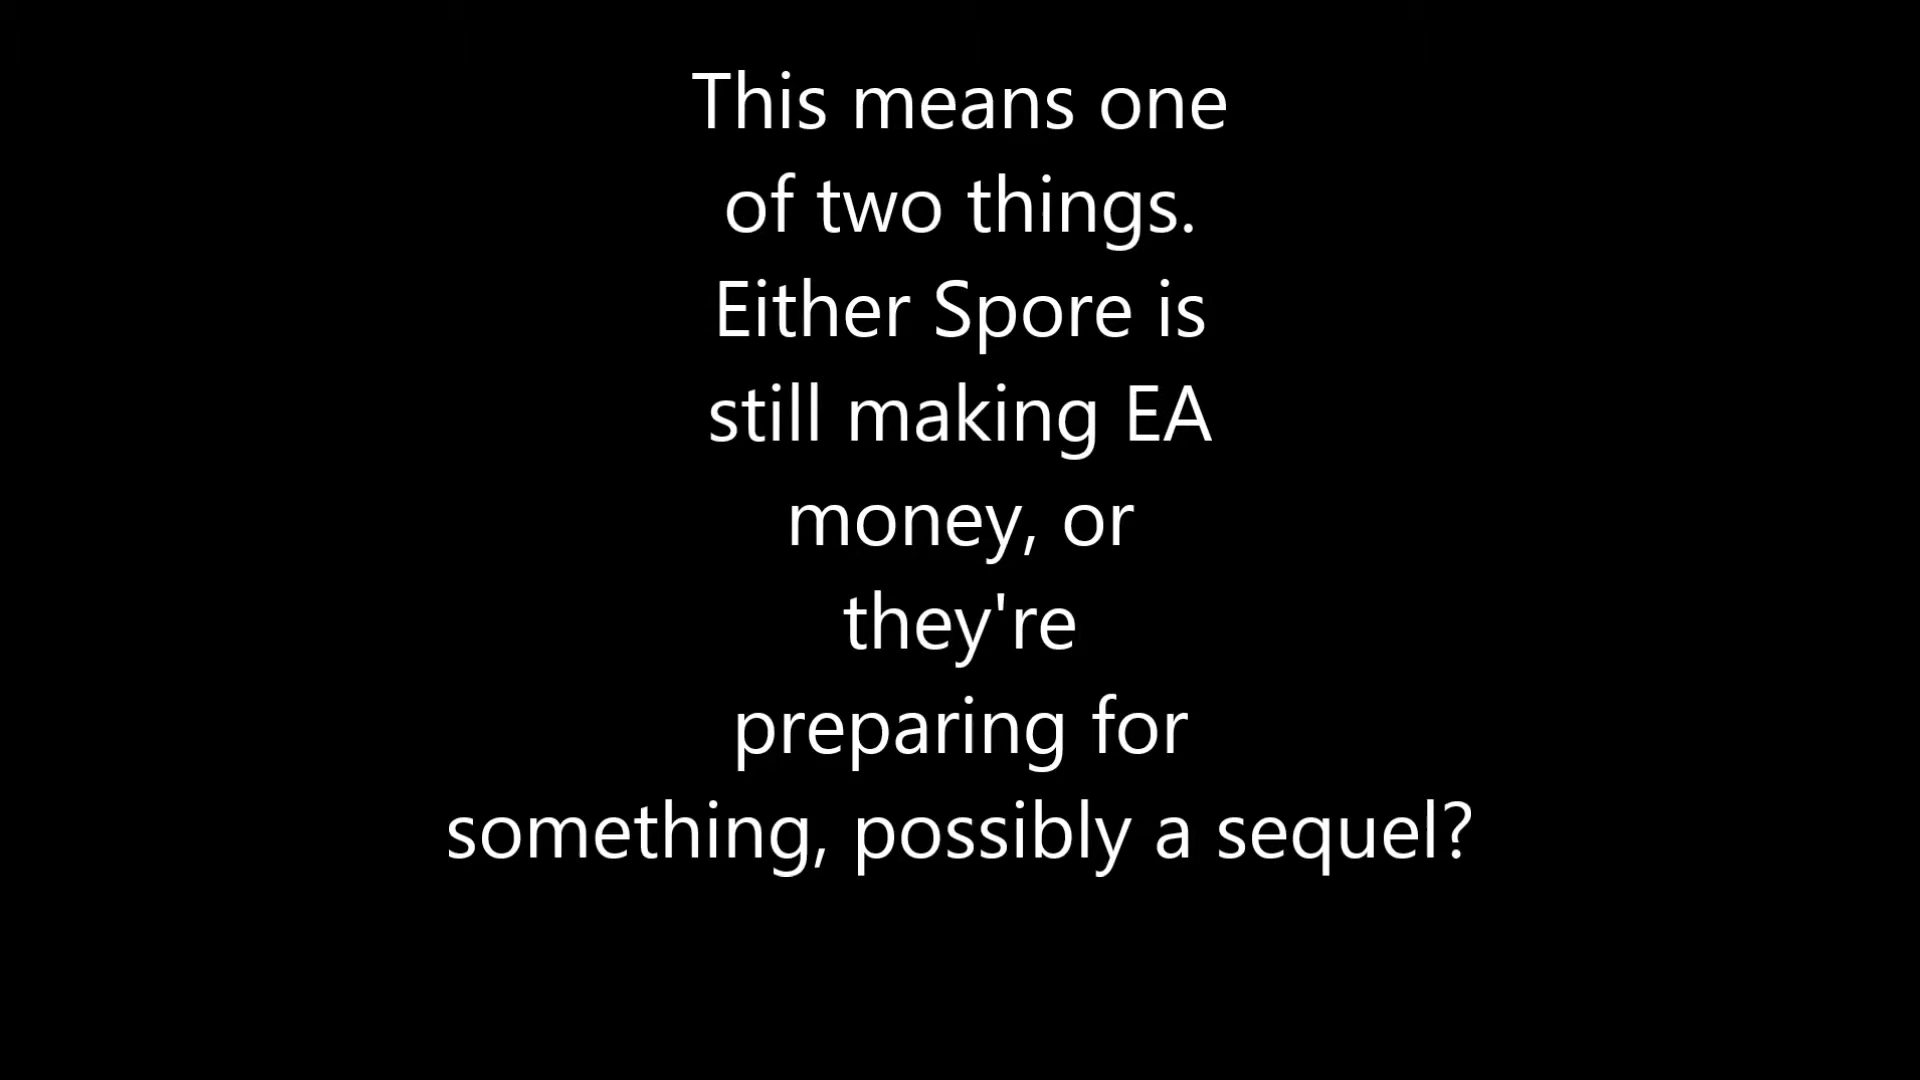 This means one
of two things.
Either Spore is
still making EA
money, or
they're
preparing for
something, possibly a sequel?